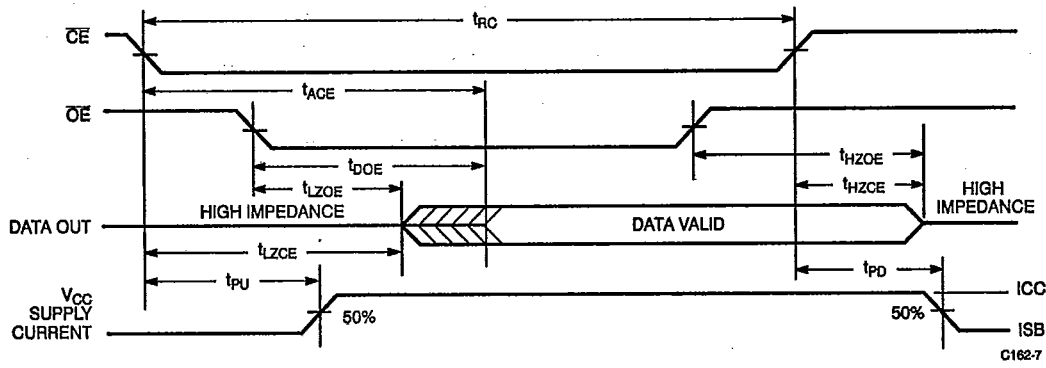 tRC
CE
tACE
OE
tDOE
tHZOE
tLZOE
tHZCE
HIGH IMPEDANCE
HIGH
IMPEDANCE
DATA OUT
DATA VALID
tLZCE
tPU
tPD
VCC
SUPPLY
CURRENT
50%
50%
ICC
ISB
C162-7